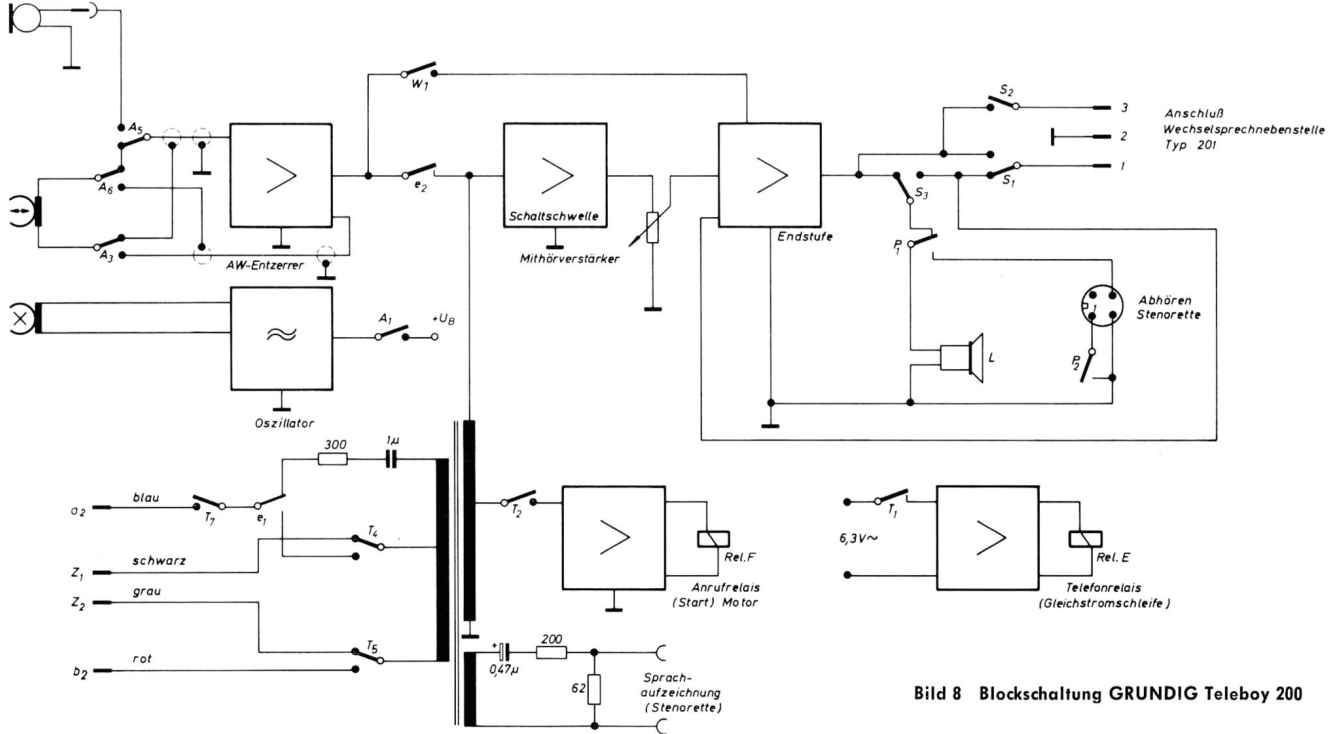 A5
A6
A3
>
AW-Entzerrer
W1
e2
>
Schaltschwelle
Mithörverstärker
>
Endstufe
S2
S1
S3
3
2
1
Anschluß
Wechselsprechnebenstelle
Typ 201
P1
L
1
P2
Abhören
Stenorette
≈
Oszillator
A1
+UB
300
1µ
a2
blau
T7
e1
Z1
schwarz
T4
Z2
grau
b2
rot
T5
T2
>
Rel.F
Anrufrelais
(Start) Motor
+
0,47µ
200
62
Sprach-
aufzeichnung
(Stenorette)
T1
6,3V~
>
Rel.E
Telefonrelais
(Gleichstromschleife)
Bild 8 Blockschaltung GRUNDIG Teleboy 200